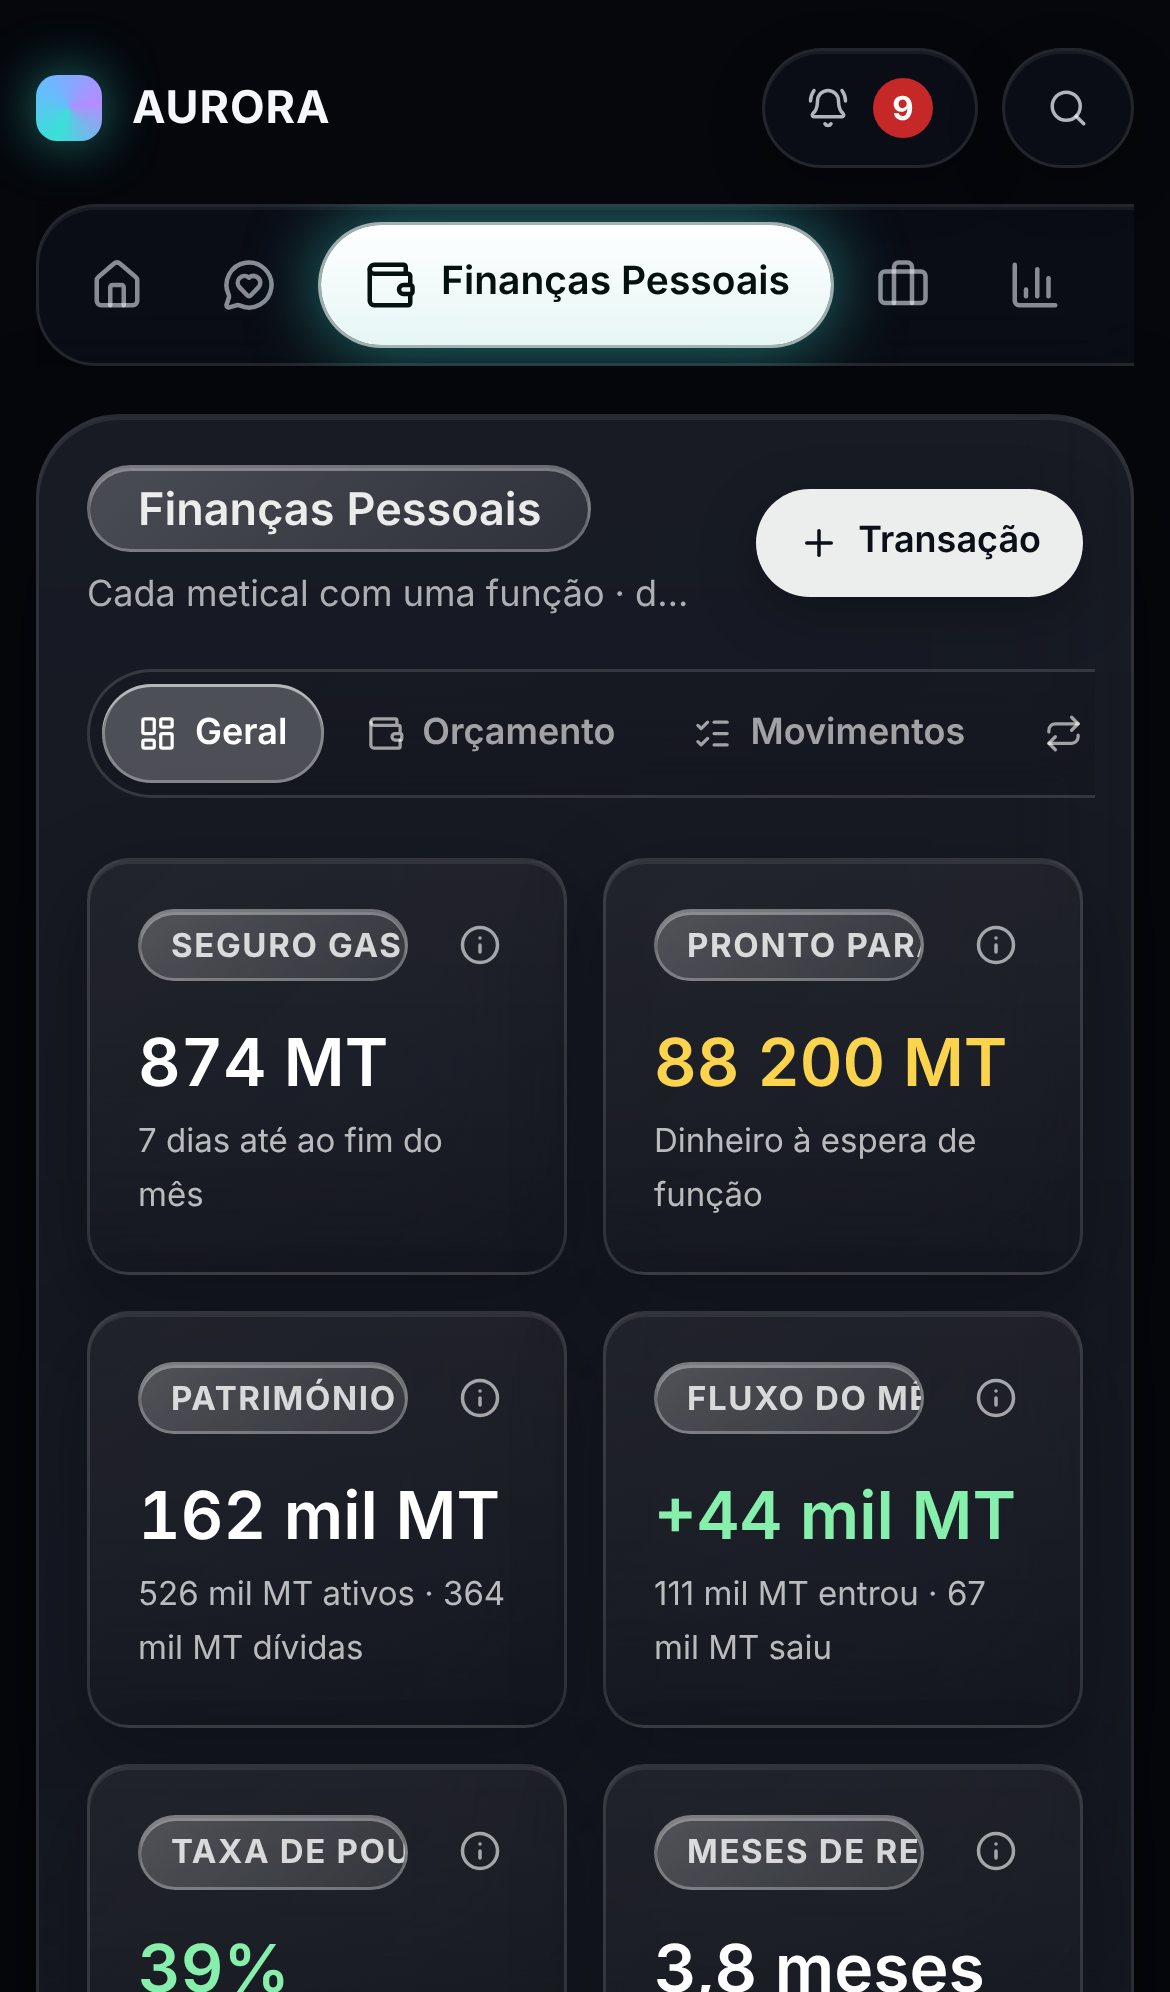 AURORA
9
Finanças Pessoais
Finanças Pessoais
Transação
Cada metical com uma função · d...
Geral
Orçamento
Movimentos
SEGURO GAS
PRONTO PAR
874 MT
88 200 MT
7 dias até ao fim do
mês
Dinheiro à espera de
função
PATRIMÓNIO
FLUXO DO MÊ
162 mil MT
+44 mil MT
526 mil MT ativos · 364
mil MT dívidas
111 mil MT entrou · 67
mil MT saiu
TAXA DE POU
MESES DE RE
39%
3,8 meses